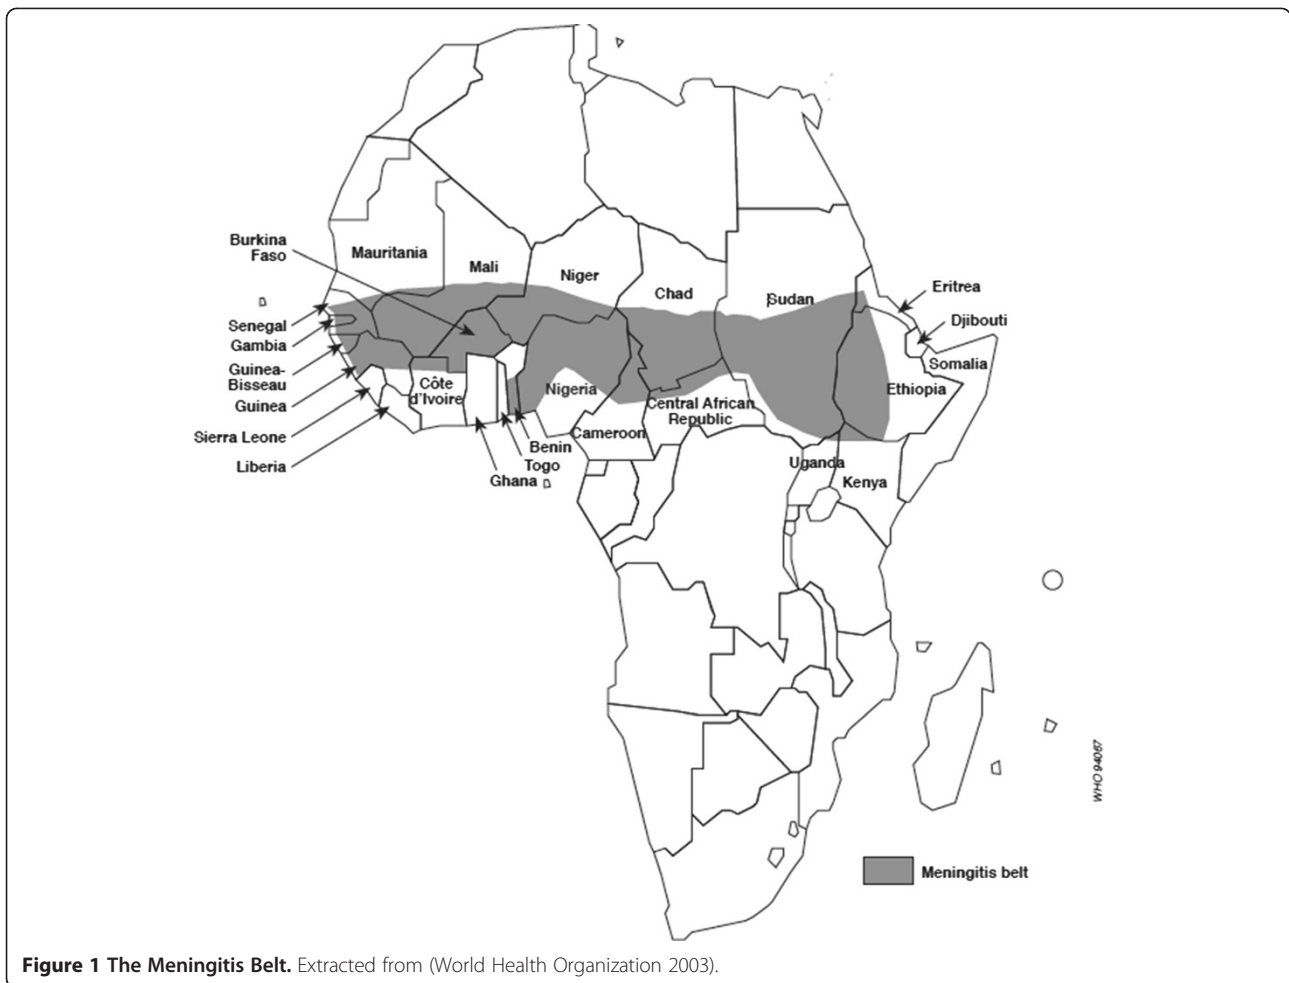 Burkina
Faso
Mauritania
Mali
Niger
Chad
Sudan
Eritrea
Djibouti
Somalia
Ethiopia
Senegal
Gambia
Guinea-
Bisseau
Guinea
Sierra Leone
Liberia
Côte
d'Ivoire
Ghana
Togo
Benin
Nigeria
Cameroon
Central African
Republic
Uganda
Kenya
WHO 94067
Meningitis belt
Figure 1 The Meningitis Belt. Extracted from (World Health Organization 2003).